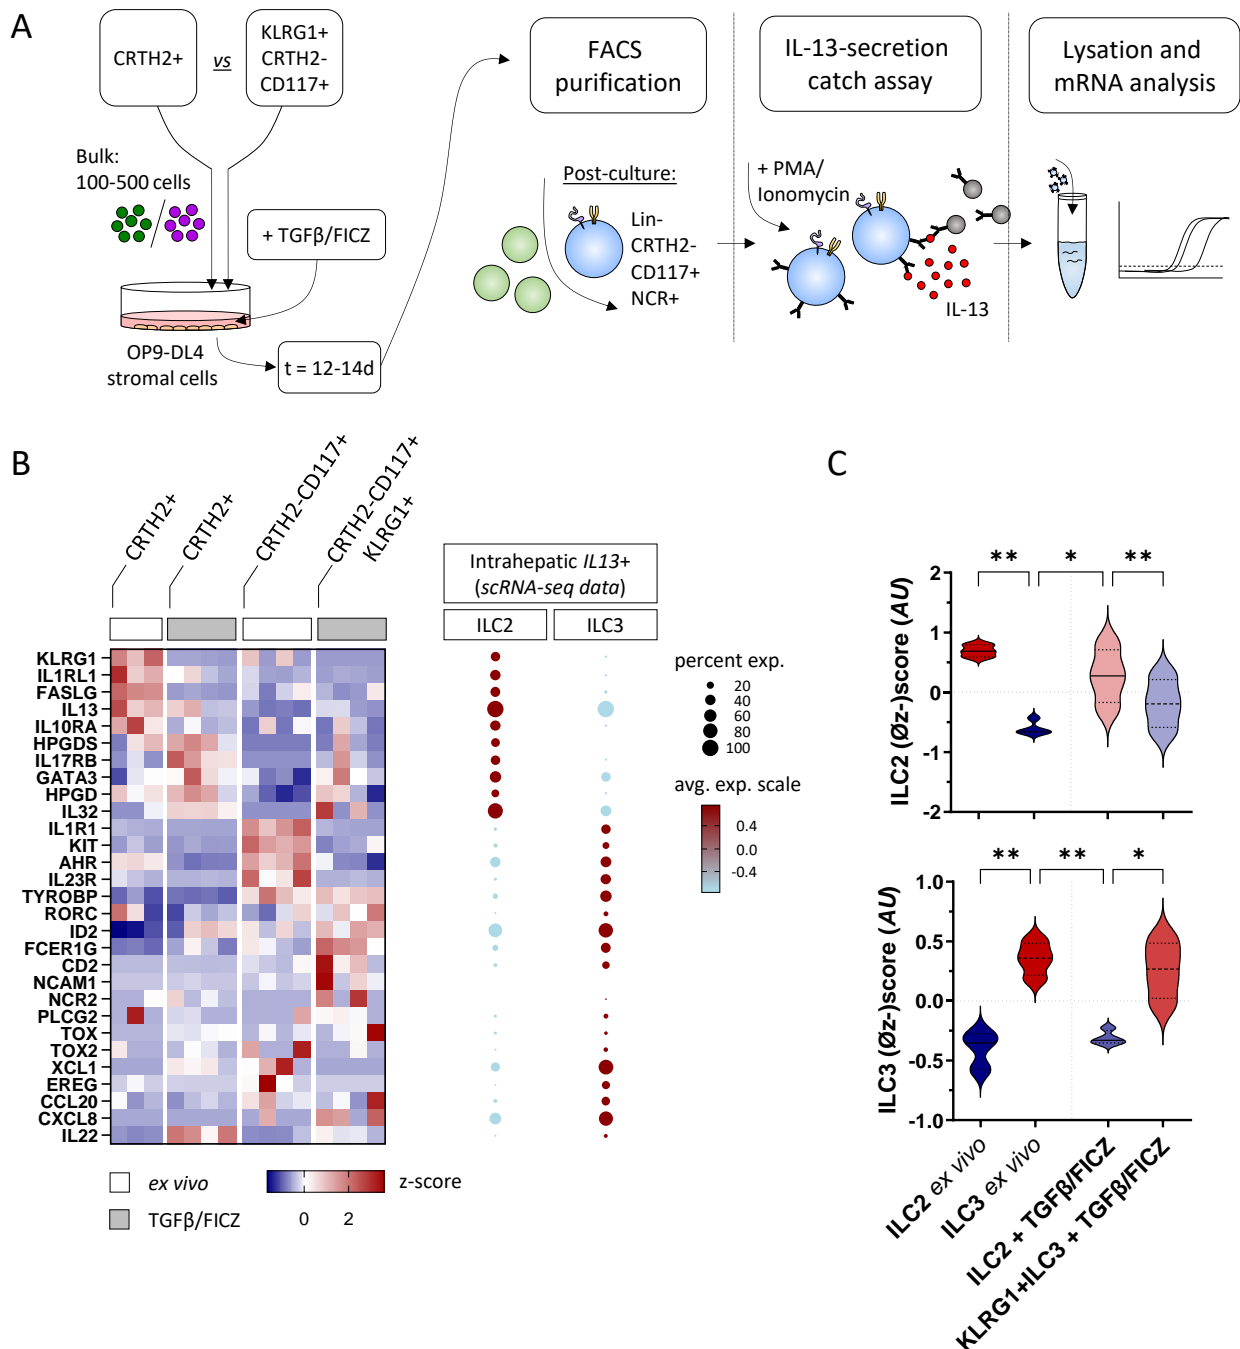 A
CRTH2+
vs
KLRG1+
CRTH2-
CD117+
Bulk:
100-500 cells
+ TGFβ/FICZ
OP9-DL4
stromal cells
t = 12-14d
FACS
purification
Post-culture:
Lin-
CRTH2-
CD117+
NCR+
IL-13-secretion
catch assay
+ PMA/
Ionomycin
IL-13
Lysation and
mRNA analysis
B
CRTH2+
CRTH2+
CRTH2-CD117+
CRTH2-CD117+
KLRG1+
Intrahepatic IL13+
(scRNA-seq data)
ILC2
ILC3
KLRG1
IL1RL1
FASLG
IL13
IL10RA
HPGDS
IL17RB
GATA3
HPGD
IL32
IL1R1
KIT
AHR
IL23R
TYROBP
RORC
ID2
FCER1G
CD2
NCAM1
NCR2
PLCG2
TOX
TOX2
XCL1
EREG
CCL20
CXCL8
IL22
percent exp.
20
40
60
80
100
avg. exp. scale
0.4
0.0
-0.4
ex vivo
TGFβ/FICZ
0
2
z-score
C
ILC2 (Øz-)score (AU)
2
1
0
-1
-2
** * **
ILC3 (Øz-)score (AU)
1.0
0.5
0.0
-0.5
-1.0
** ** *
ILC2 ex vivo
ILC3 ex vivo
ILC2 + TGFβ/FICZ
KLRG1+ILC3 + TGFβ/FICZ